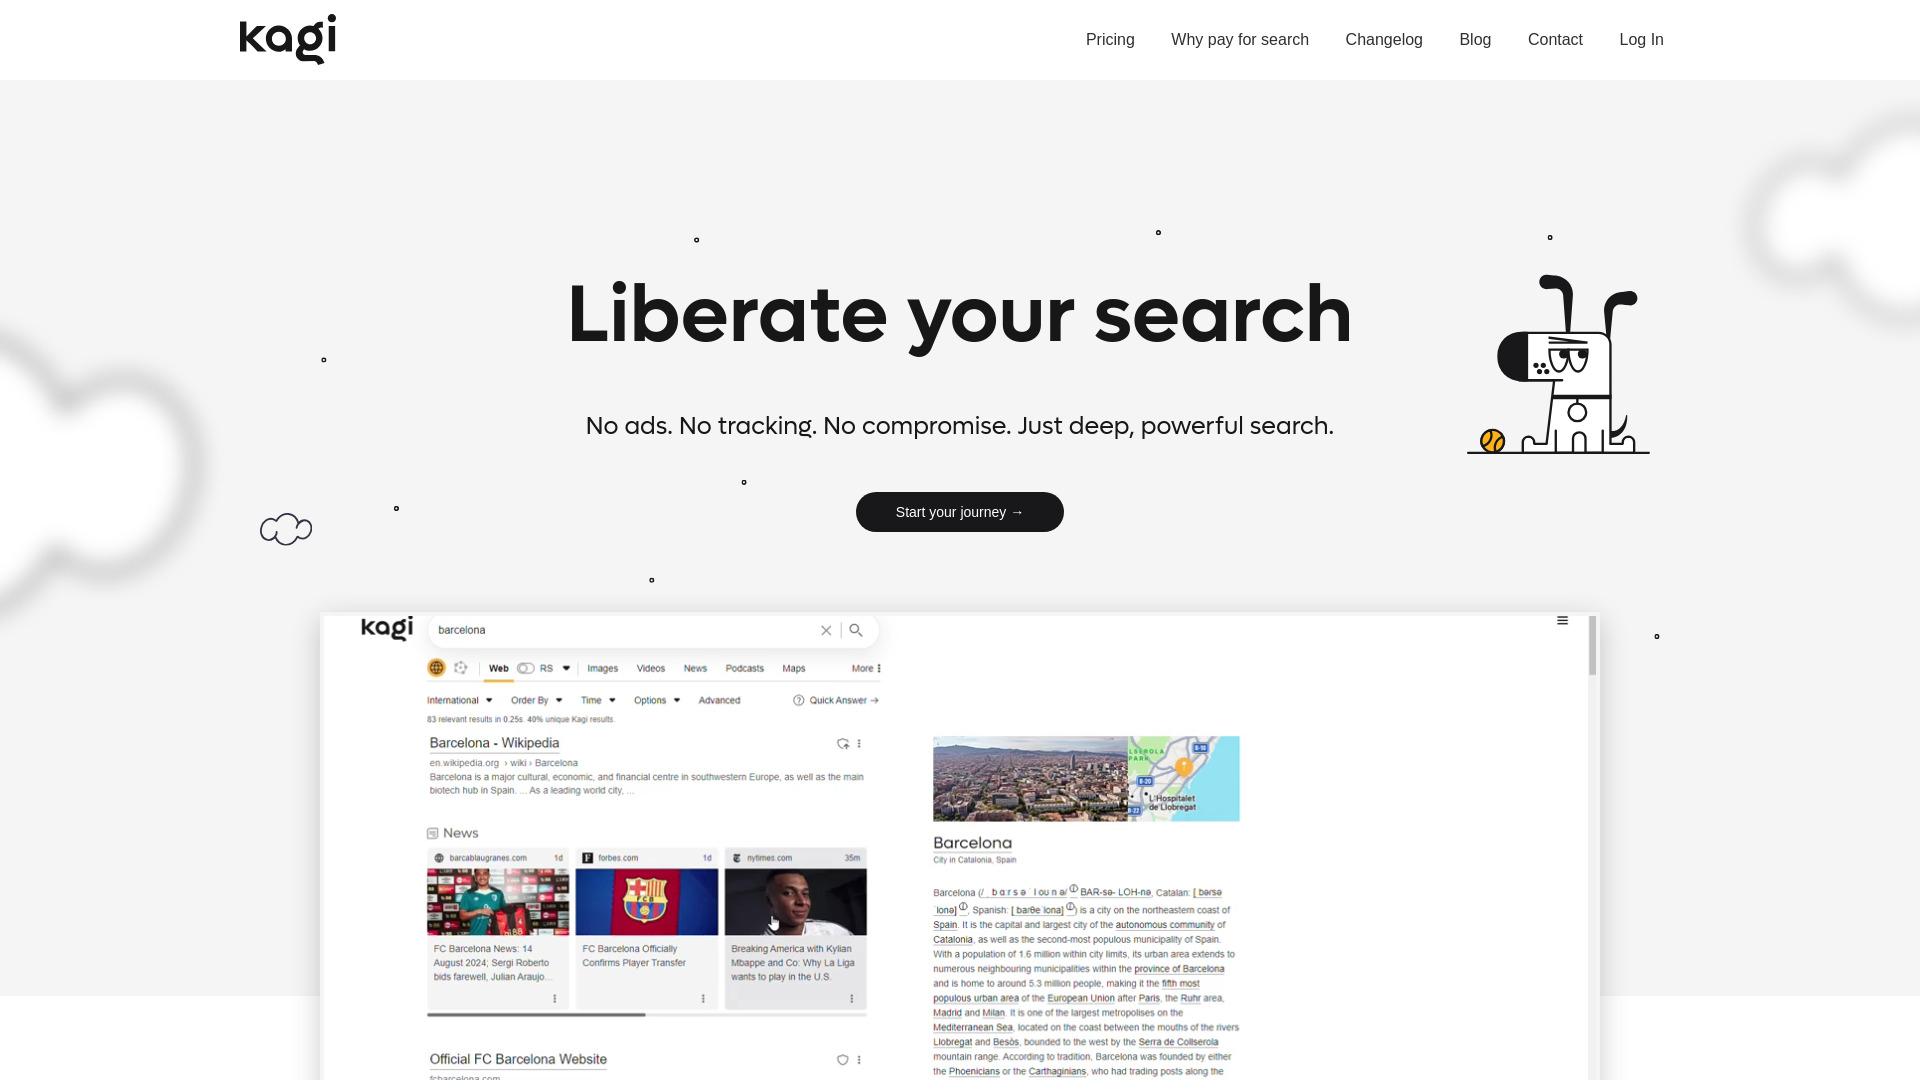 kagi
Pricing
Why pay for search
Changelog
Blog
Contact
Log In
Liberate your search
No ads. No tracking. No compromise. Just deep, powerful search.
Start your journey →
kagi
barcelona
Web
RS
Images
Videos
News
Podcasts
Maps
More
International
Order By
Time
Options
Advanced
Quick Answer →
83 relevant results in 0.25s. 40% unique Kagi results.
Barcelona - Wikipedia
en.wikipedia.org › wiki › Barcelona
Barcelona is a major cultural, economic, and financial centre in southwestern Europe, as well as the main
biotech hub in Spain. ... As a leading world city, ...
News
barcablaugranes.com 1d
FC Barcelona News: 14
August 2024; Sergi Roberto
bids farewell, Julian Araujo...
forbes.com 1d
FCB
FC Barcelona Officially
Confirms Player Transfer
nytimes.com 35m
Breaking America with Kylian
Mbappe and Co: Why La Liga
wants to play in the U.S.
Official FC Barcelona Website
fcbarcelona.com
PARK
B-10
B-20
L'Hospitalet
de Llobregat
Barcelona
City in Catalonia, Spain
Barcelona BAR-sə- LOH-nə, Catalan:
Spanish: is a city on the northeastern coast of
Spain. It is the capital and largest city of the autonomous community of
Catalonia, as well as the second-most populous municipality of Spain.
With a population of 1.6 million within city limits, its urban area extends to
numerous neighbouring municipalities within the province of Barcelona
and is home to around 5.3 million people, making it the fifth most
populous urban area of the European Union after Paris, the Ruhr area,
Madrid and Milan. It is one of the largest metropolises on the
Mediterranean Sea, located on the coast between the mouths of the rivers
Llobregat and Besòs, bounded to the west by the Serra de Collserola
mountain range. According to tradition, Barcelona was founded by either
the Phoenicians or the Carthaginians, who had trading posts along the